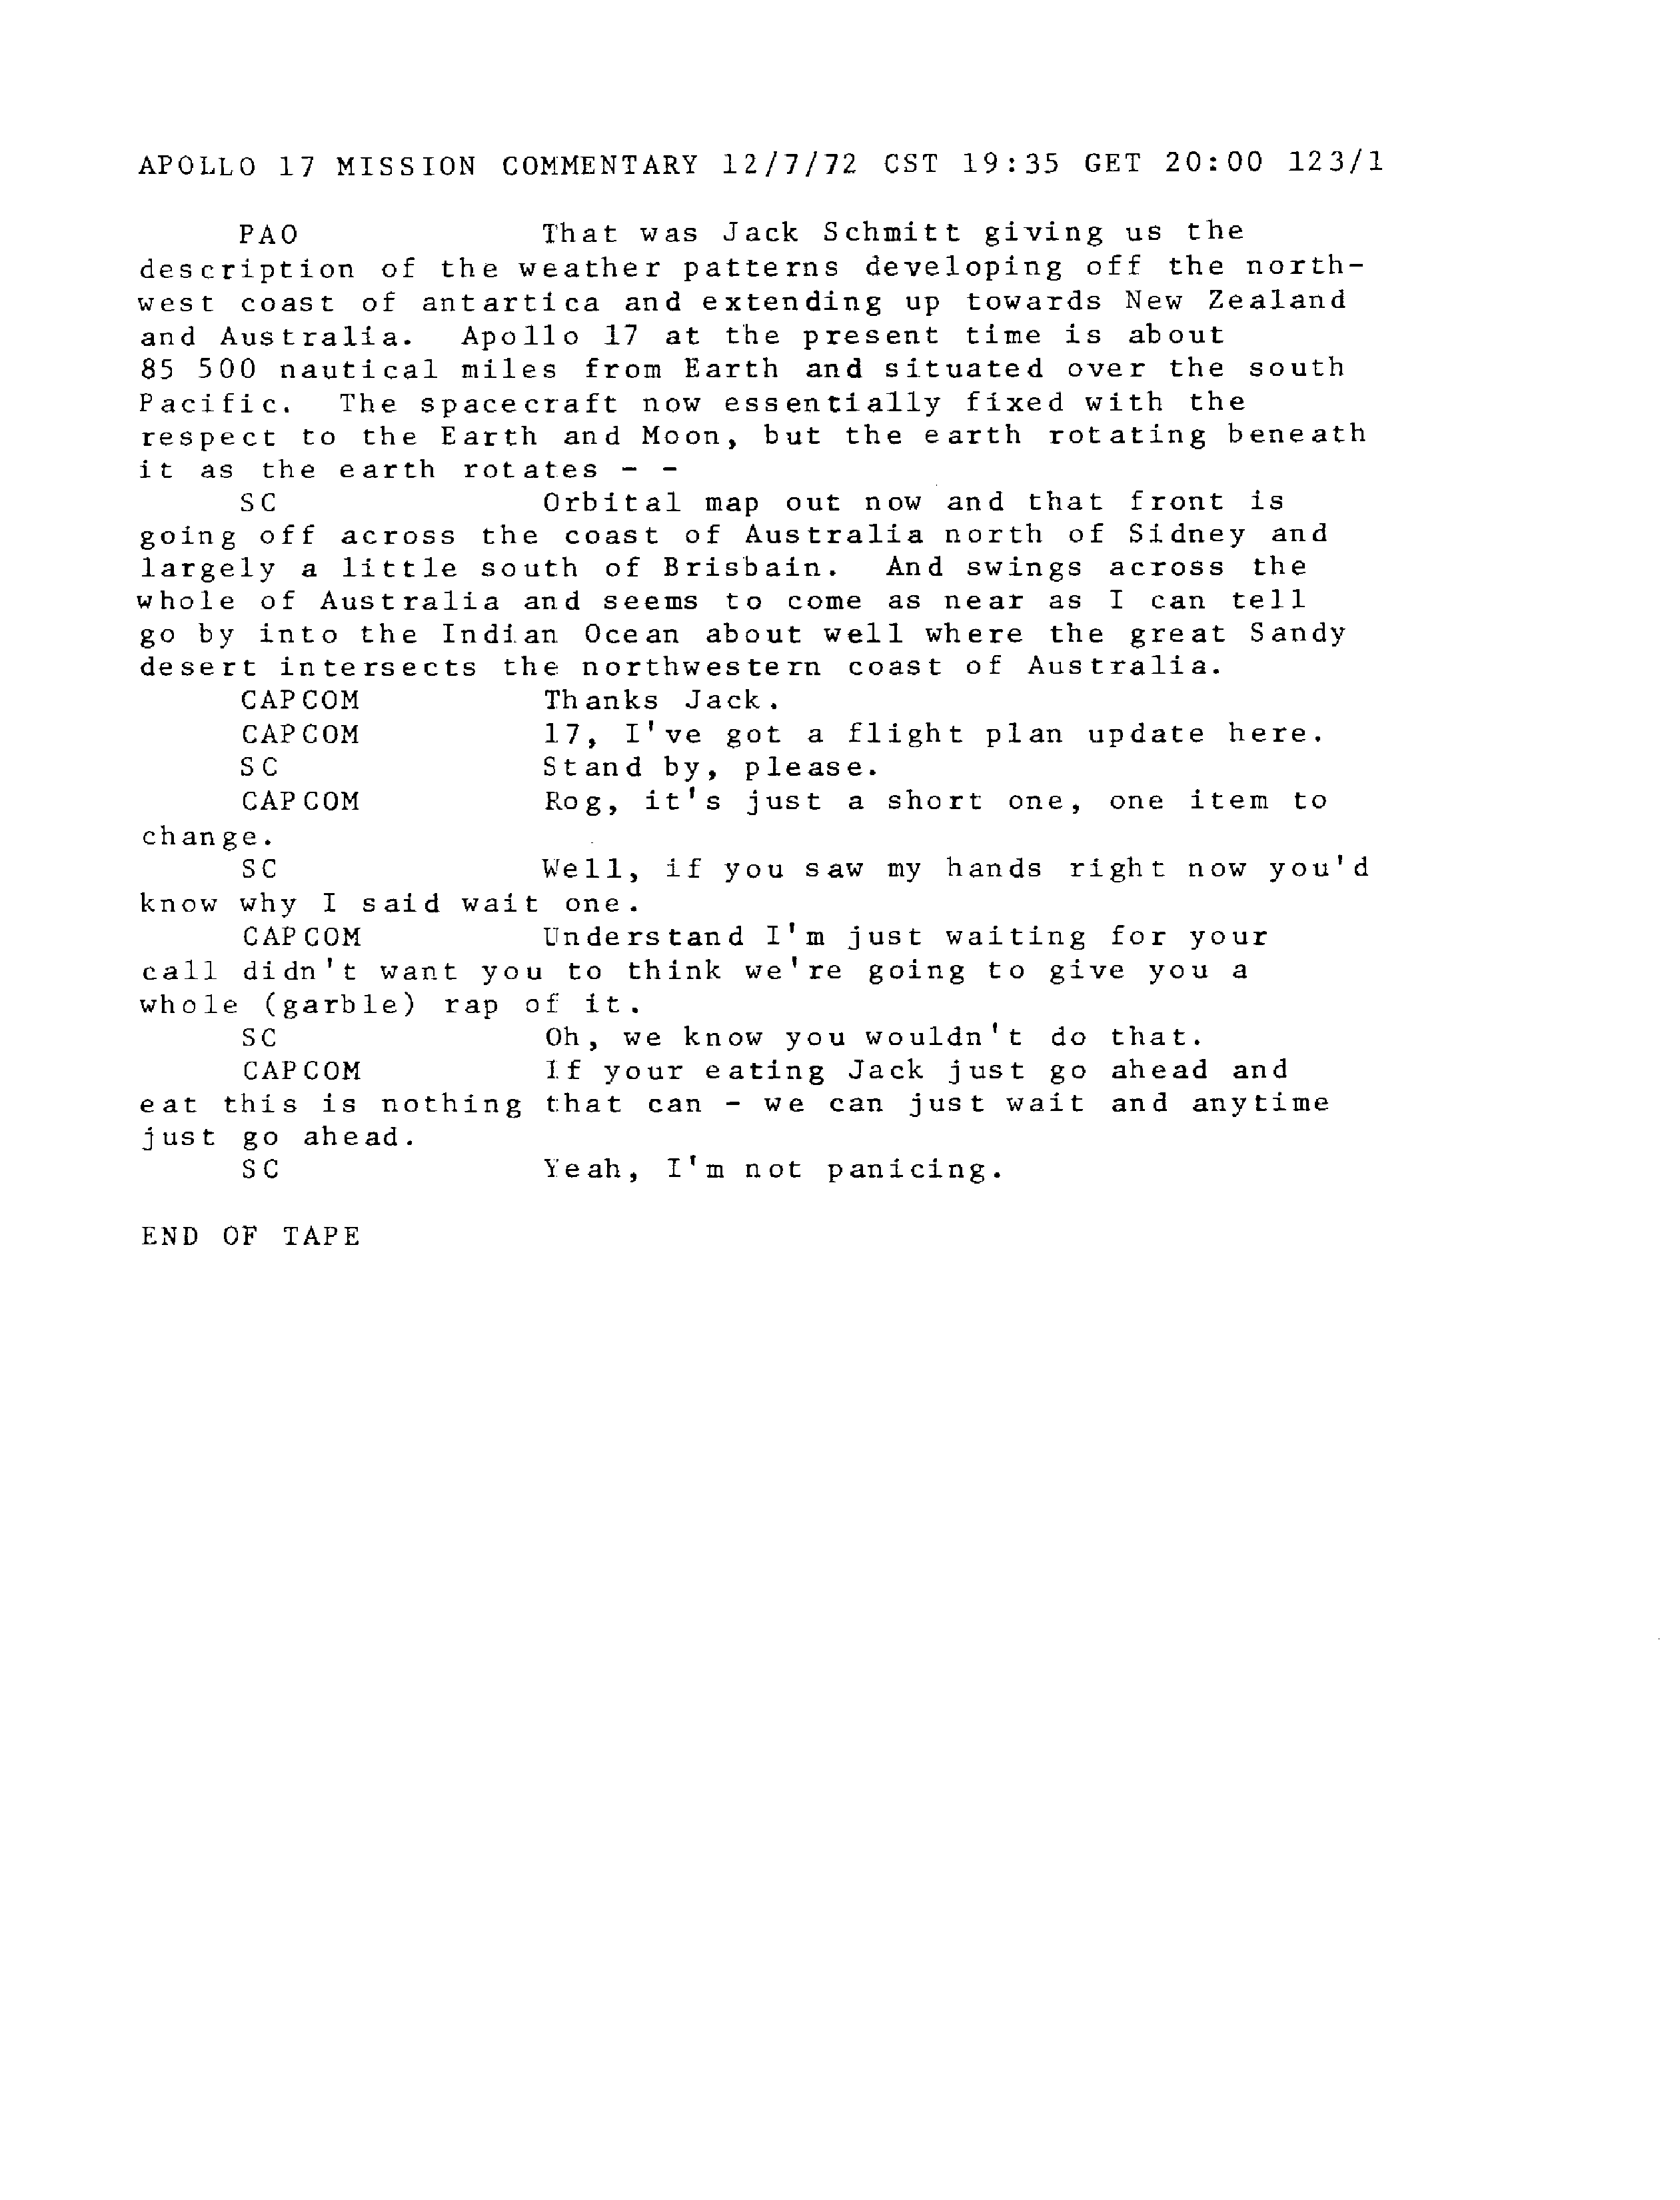 APOLLO 17 MISSION COMMENTARY 12/7/72 CST 19:35 GET 20:00 123/1
PAO That was Jack Schmitt giving us the
description of the weather patterns developing off the north-
west coast of antartica and extending up towards New Zealand
and Australia. Apollo 17 at the present time is about
85 500 nautical miles from Earth and situated over the south
Pacific. The spacecraft now essentially fixed with the
respect to the Earth and Moon, but the earth rotating beneath
it as the earth rotates - -
SC Orbital map out now and that front is
going off across the coast of Australia north of Sidney and
largely a little south of Brisbain. And swings across the
whole of Australia and seems to come as near as I can tell
go by into the Indian Ocean about well where the great Sandy
desert intersects the northwestern coast of Australia.
CAPCOM Thanks Jack.
CAPCOM 17, I've got a flight plan update here.
SC Stand by, please.
CAPCOM Rog, it's just a short one, one item to
change.
SC Well, if you saw my hands right now you'd
know why I said wait one.
CAPCOM Understand I'm just waiting for your
call didn't want you to think we're going to give you a
whole (garble) rap of it.
SC Oh, we know you wouldn't do that.
CAPCOM If your eating Jack just go ahead and
eat this is nothing that can - we can just wait and anytime
just go ahead.
SC Yeah, I'm not panicing.
END OF TAPE